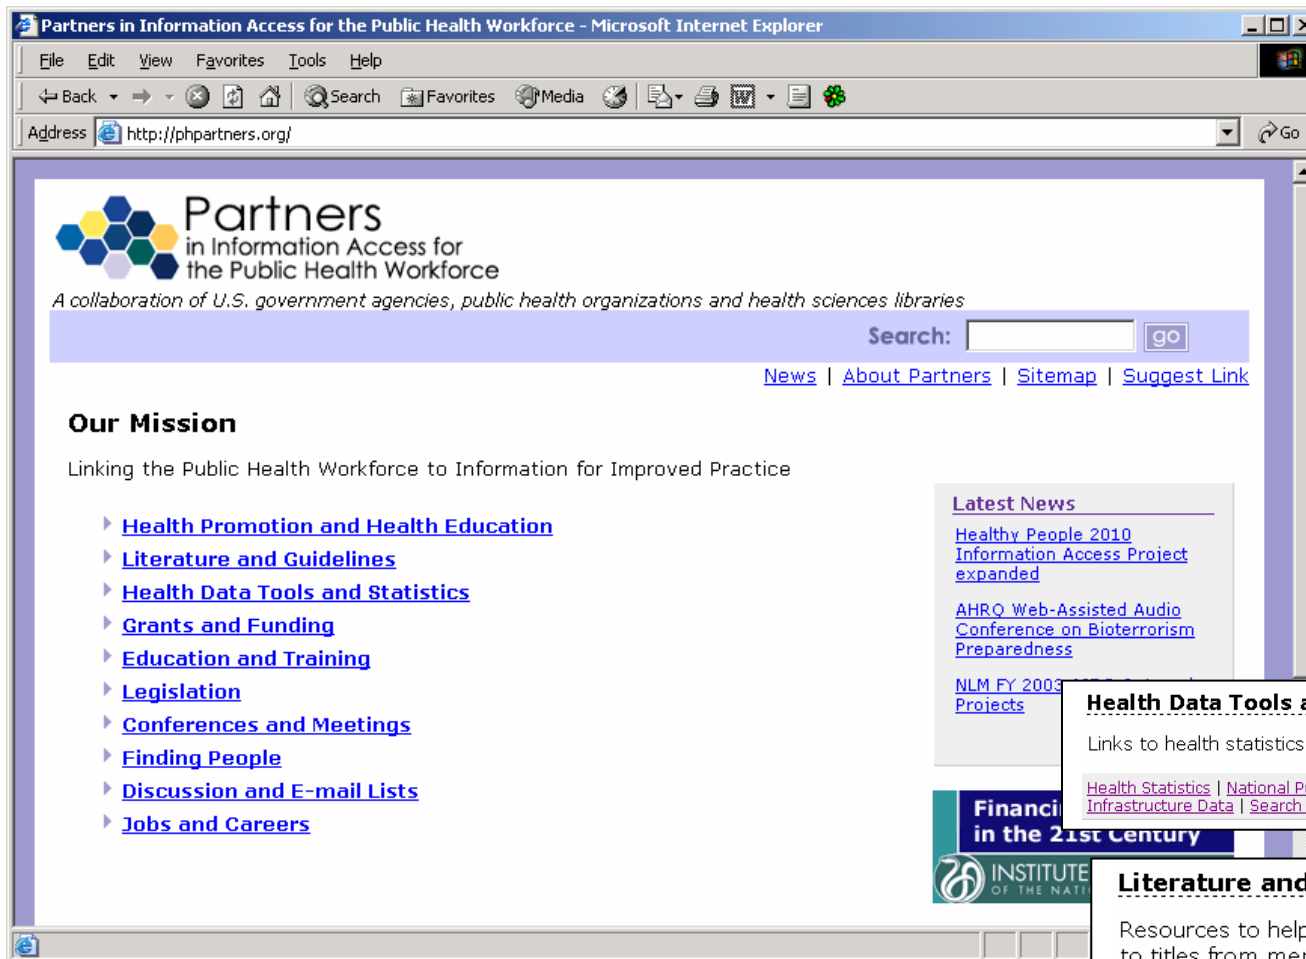 Partners in Information Access for the Public Health Workforce - Microsoft Internet Explorer
File Edit View Favorites Tools Help
Back Search Favorites Media
Address http://phpartners.org/ Go
Partners
in Information Access for
the Public Health Workforce
A collaboration of U.S. government agencies, public health organizations and health sciences libraries
Search: go
News | About Partners | Sitemap | Suggest Link
Our Mission
Linking the Public Health Workforce to Information for Improved Practice
Health Promotion and Health Education
Literature and Guidelines
Health Data Tools and Statistics
Grants and Funding
Education and Training
Legislation
Conferences and Meetings
Finding People
Discussion and E-mail Lists
Jobs and Careers
Latest News
Healthy People 2010
Information Access Project
expanded
AHRQ Web-Assisted Audio
Conference on Bioterrorism
Preparedness
NLM FY 2003
Projects
Health Data Tools
Links to health statistics
Health Statistics | National
Infrastructure Data | Search
in the 21st Century
INSTITUTE
OF THE
Literature and
Resources to help
to titles from